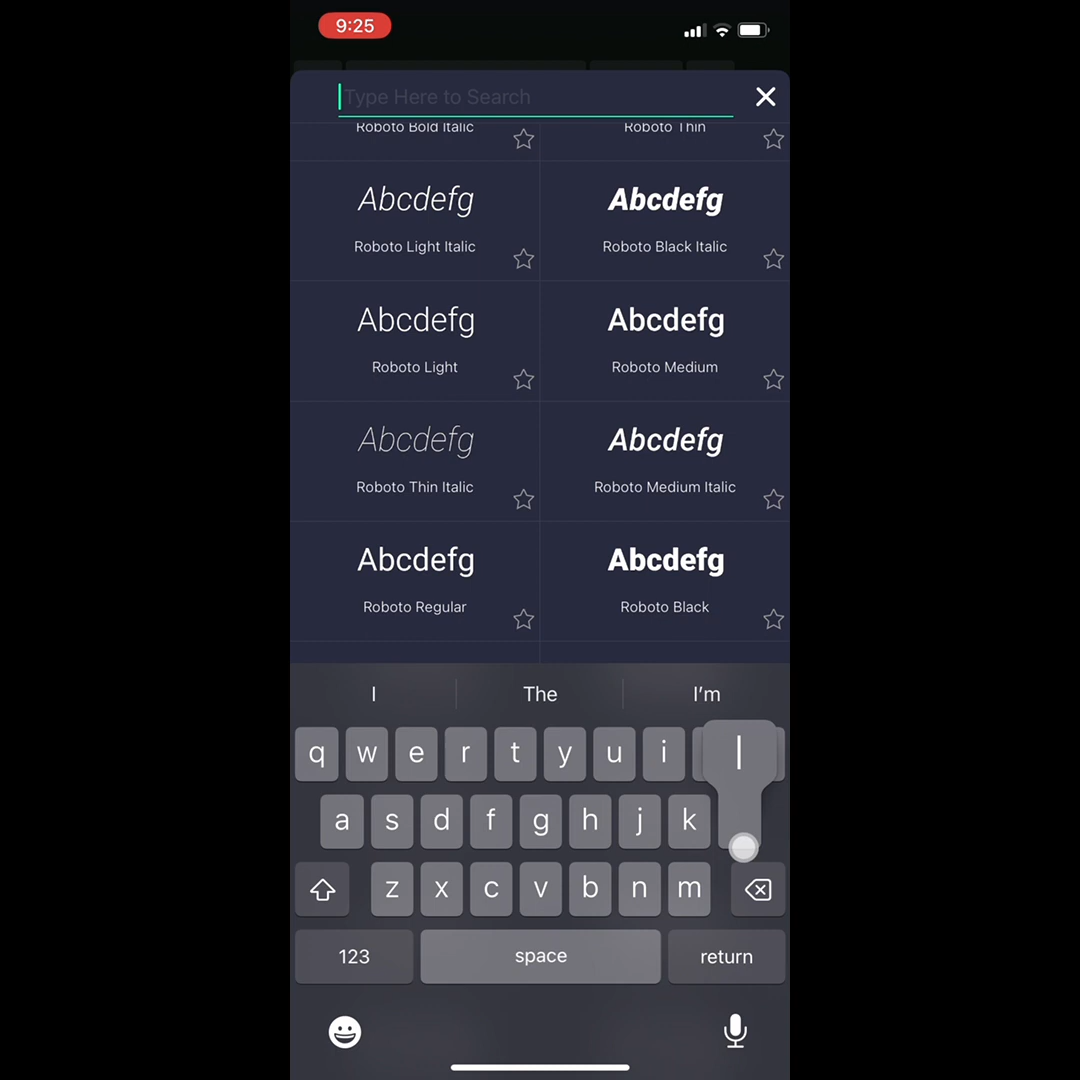 9:25
Type Here to Search
Roboto Bold Italic
Roboto Thin
Abcdefg
Abcdefg
Roboto Light Italic
Roboto Black Italic
Abcdefg
Abcdefg
Roboto Light
Roboto Medium
Abcdefg
Abcdefg
Roboto Thin Italic
Roboto Medium Italic
Abcdefg
Abcdefg
Roboto Regular
Roboto Black
I The I'm
q w e r t y u i l
a s d f g h j k
z x c v b n m
123 space return